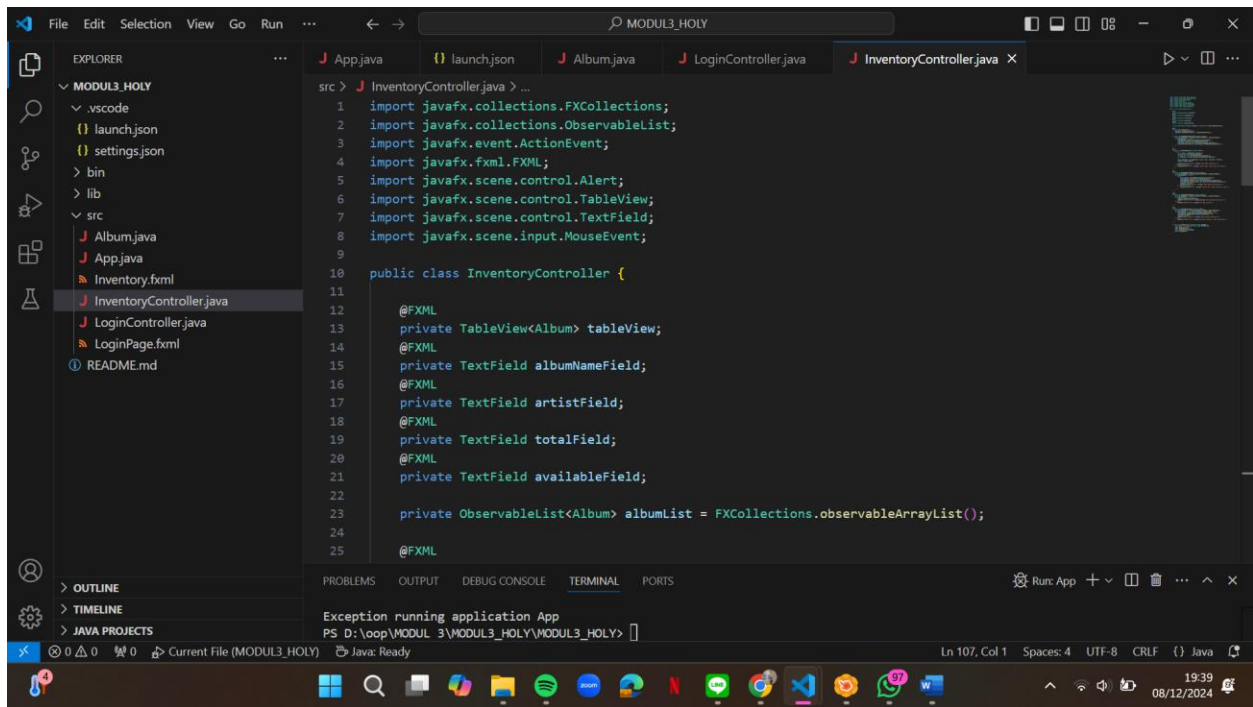 File Edit Selection View Go Run ··· ← → MODUL3_HOLY
EXPLORER ···
MODUL3_HOLY
.vscode
{} launch.json
{} settings.json
> bin
> lib
src
J Album.java
J App.java
Inventory.fxml
J InventoryController.java
J LoginController.java
LoginPage.fxml
README.md
> OUTLINE
> TIMELINE
> JAVA PROJECTS
J App.java {} launch.json J Album.java J LoginController.java J InventoryController.java ×
src > J InventoryController.java > ...
1 import javafx.collections.FXCollections;
2 import javafx.collections.ObservableList;
3 import javafx.event.ActionEvent;
4 import javafx.fxml.FXML;
5 import javafx.scene.control.Alert;
6 import javafx.scene.control.TableView;
7 import javafx.scene.control.TextField;
8 import javafx.scene.input.MouseEvent;
9
10 public class InventoryController {
11
12 @FXML
13 private TableView<Album> tableView;
14 @FXML
15 private TextField albumNameField;
16 @FXML
17 private TextField artistField;
18 @FXML
19 private TextField totalField;
20 @FXML
21 private TextField availableField;
22
23 private ObservableList<Album> albumList = FXCollections.observableArrayList();
24
25 @FXML
PROBLEMS OUTPUT DEBUG CONSOLE TERMINAL PORTS Run: App
Exception running application App
PS D:\oop\MODUL 3\MODUL3_HOLY\MODUL3_HOLY>
0 0 0 Current File (MODUL3_HOLY) Java: Ready Ln 107, Col 1 Spaces: 4 UTF-8 CRLF {} Java
4 zoom N LINE 97 W 19:39
08/12/2024